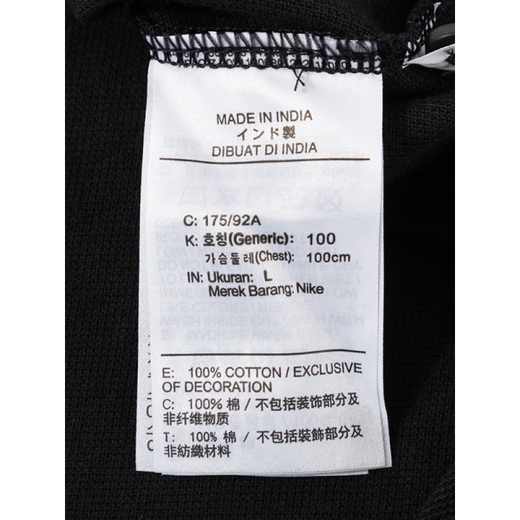 MADE IN INDIA
インド製
DIBUAT DI INDIA
C: 175/92A
K: 호칭(Generic): 100
가슴둘레(Chest): 100cm
IN: Ukuran: L
Merek Barang: Nike
E: 100% COTTON / EXCLUSIVE
OF DECORATION
C: 100% 棉 / 不包括装饰部分及
非纤维物质
T: 100% 棉 / 不包括裝飾部分及
非紡織材料